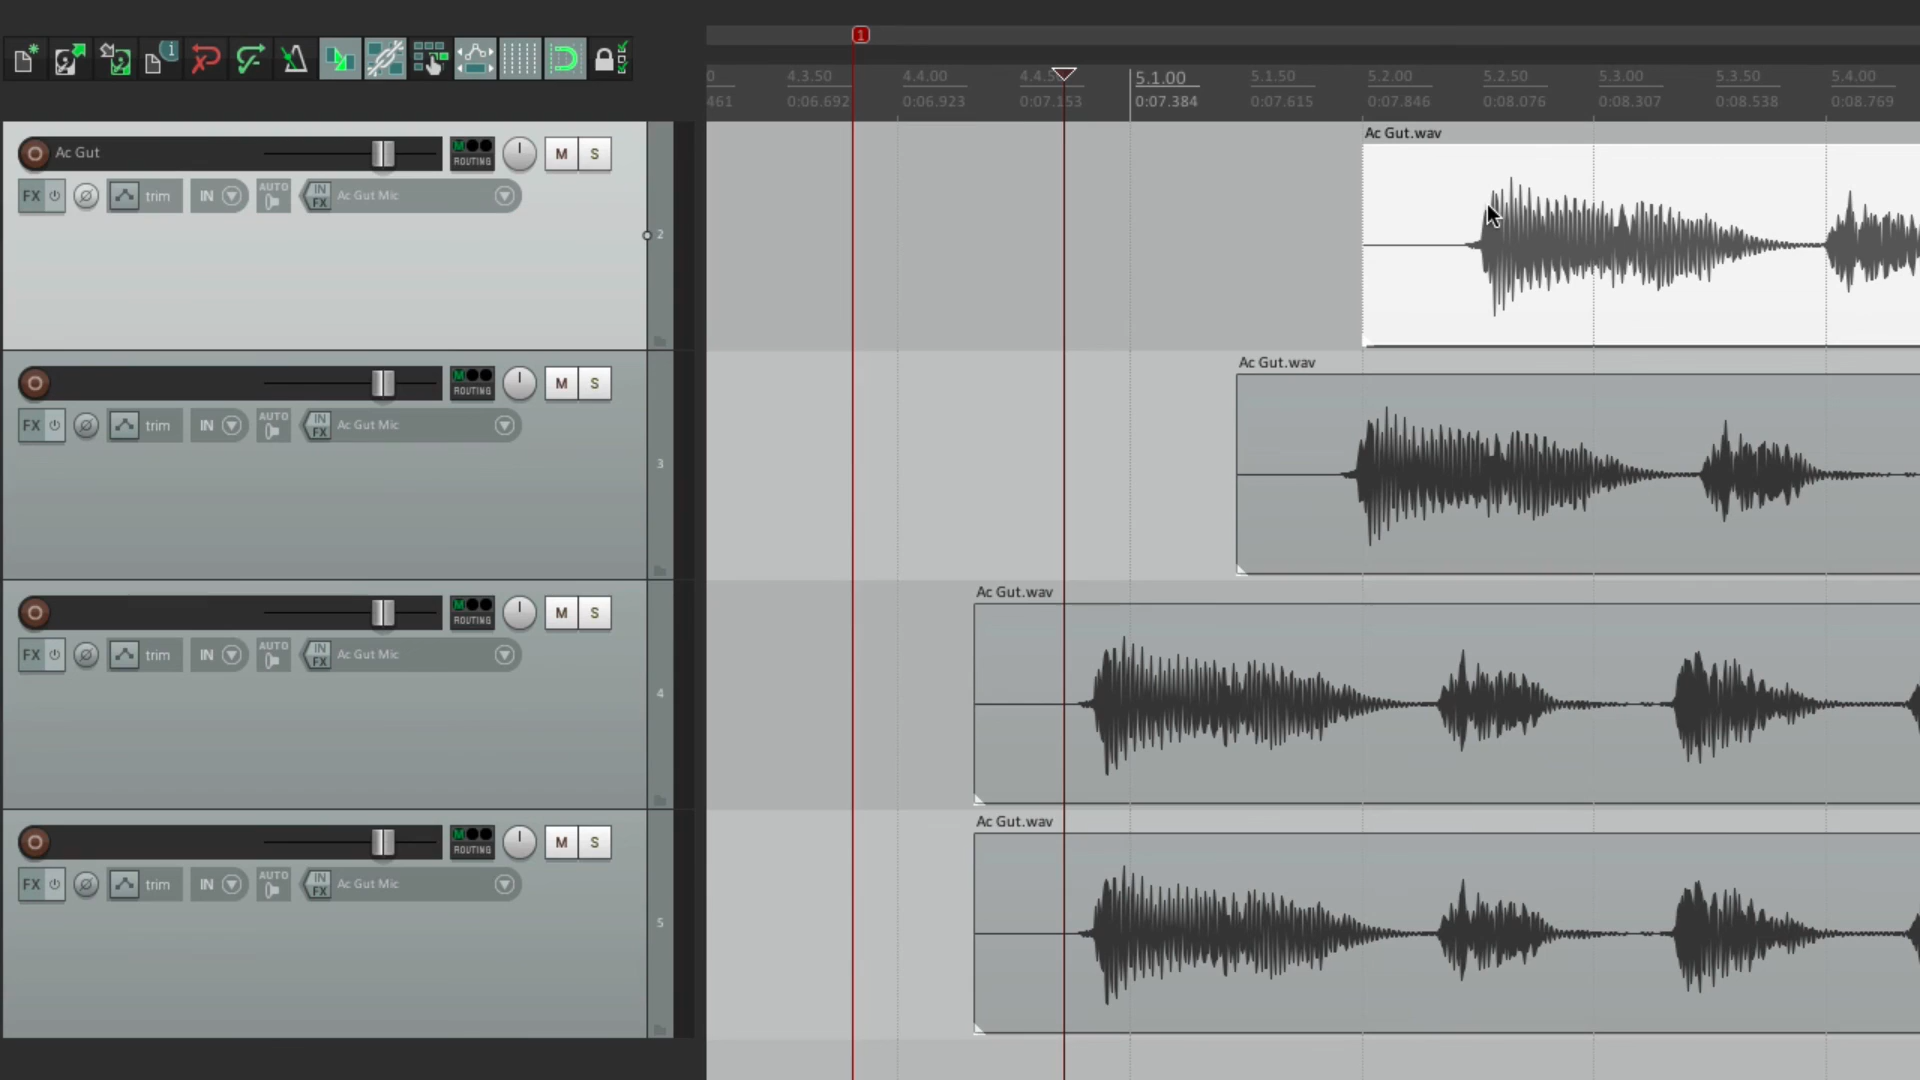 1
0 4.3.50 4.4.00 4.4.5 5.1.00 5.1.50 5.2.00 5.2.50 5.3.00 5.3.50 5.4.00
461 0:06.692 0:06.923 0:07.153 0:07.384 0:07.615 0:07.846 0:08.076 0:08.307 0:08.538 0:08.769
Ac Gut M ROUTING M S
FX trim IN AUTO IN FX Ac Gut Mic
2
Ac Gut.wav
M ROUTING M S
FX trim IN AUTO IN FX Ac Gut Mic
3
Ac Gut.wav
M ROUTING M S
FX trim IN AUTO IN FX Ac Gut Mic
4
Ac Gut.wav
M ROUTING M S
FX trim IN AUTO IN FX Ac Gut Mic
5
Ac Gut.wav